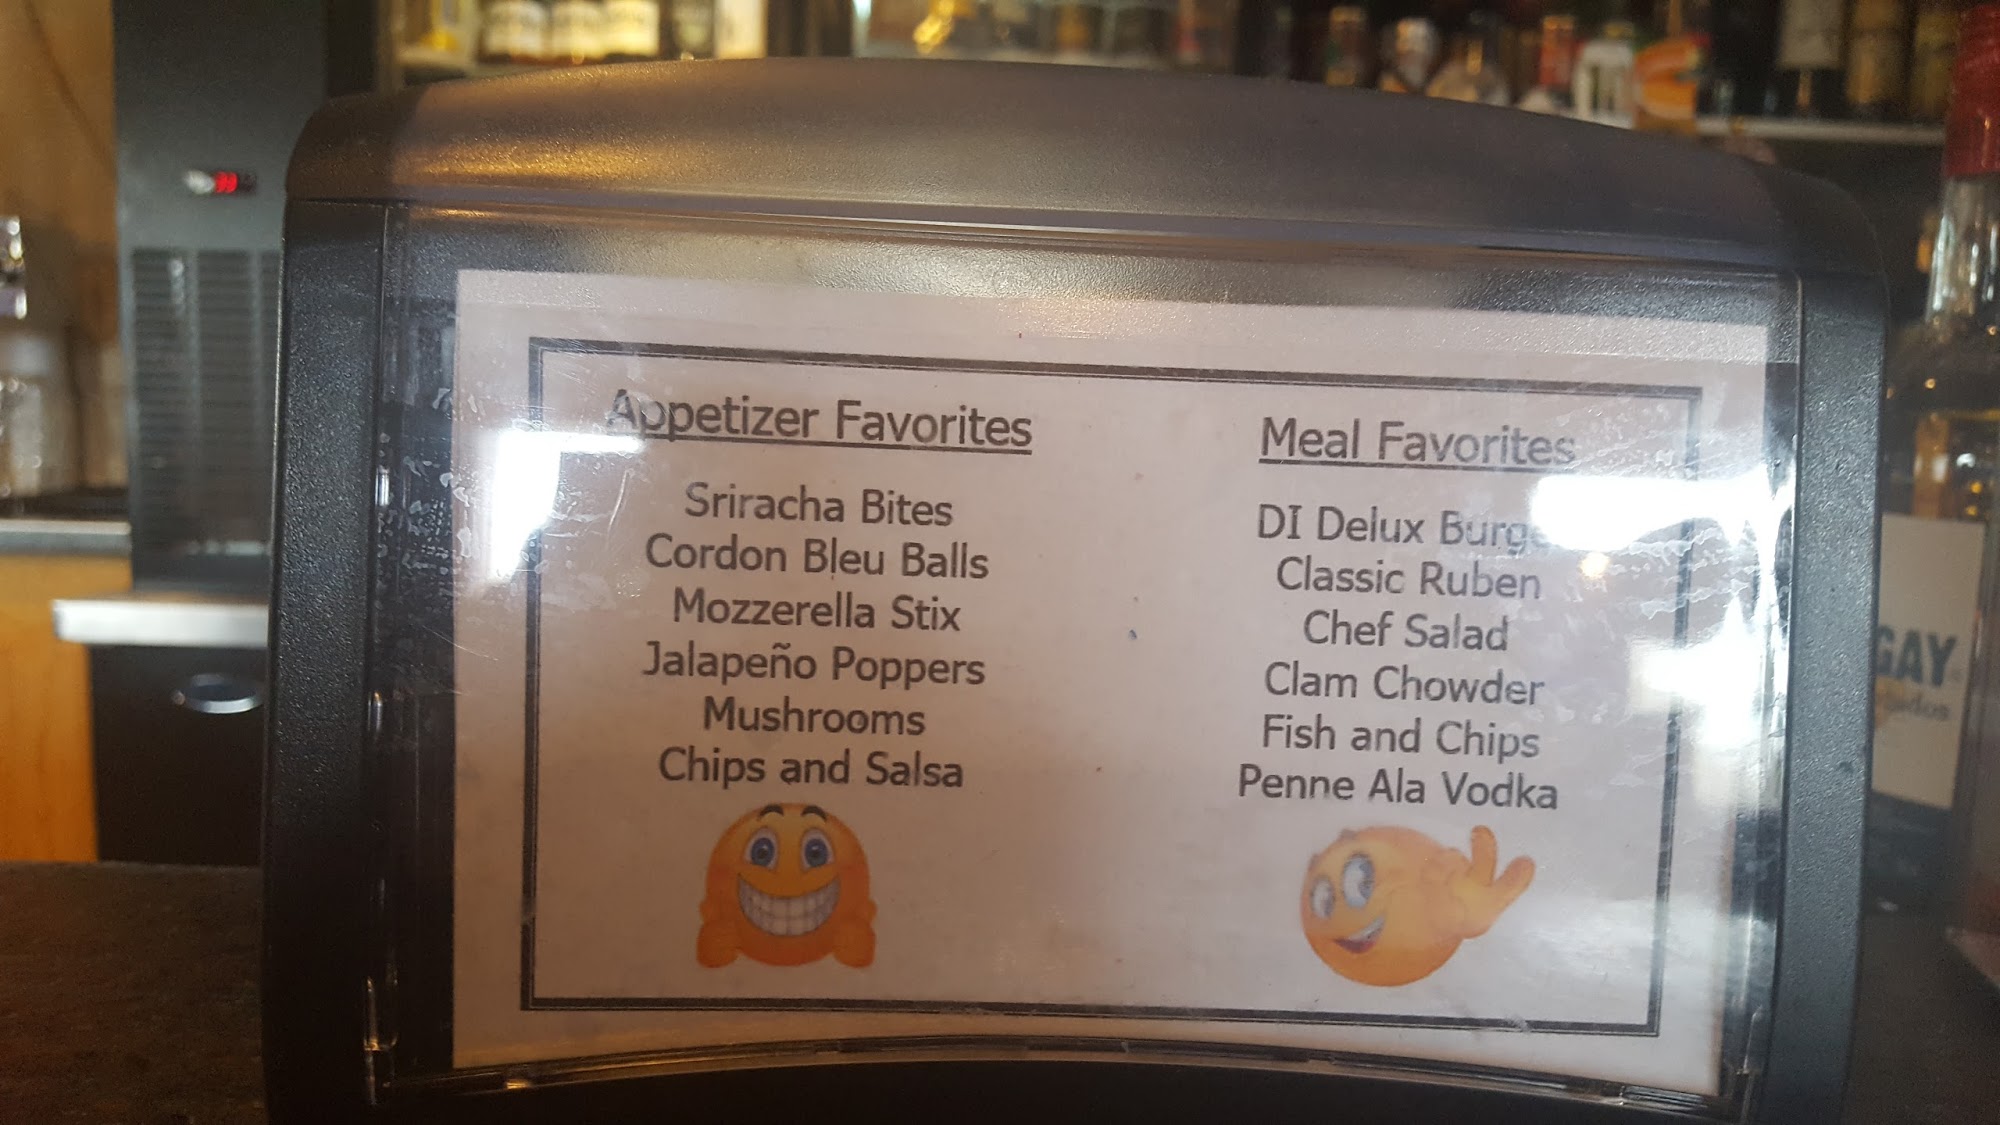 Appetizer Favorites
Sriracha Bites
Cordon Bleu Balls
Mozzerella Stix
Jalapeño Poppers
Mushrooms
Chips and Salsa
Meal Favorites
DI Delux
Classic Ruben
Chef Salad
Clam Chowder
Fish and Chips
Penne Ala Vodka